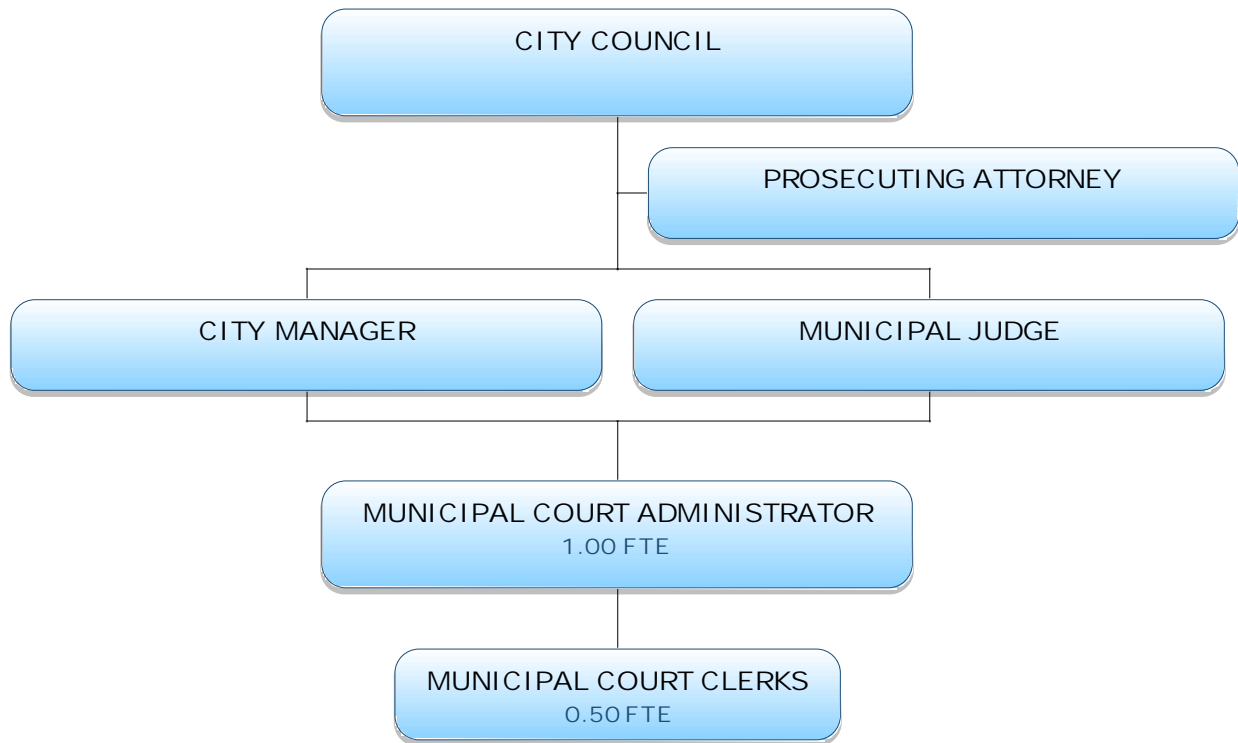 CITY COUNCIL
PROSECUTING ATTORNEY
CITY MANAGER
MUNICIPAL JUDGE
MUNICIPAL COURT ADMINISTRATOR
1.00 FTE
MUNICIPAL COURT CLERKS
0.50 FTE